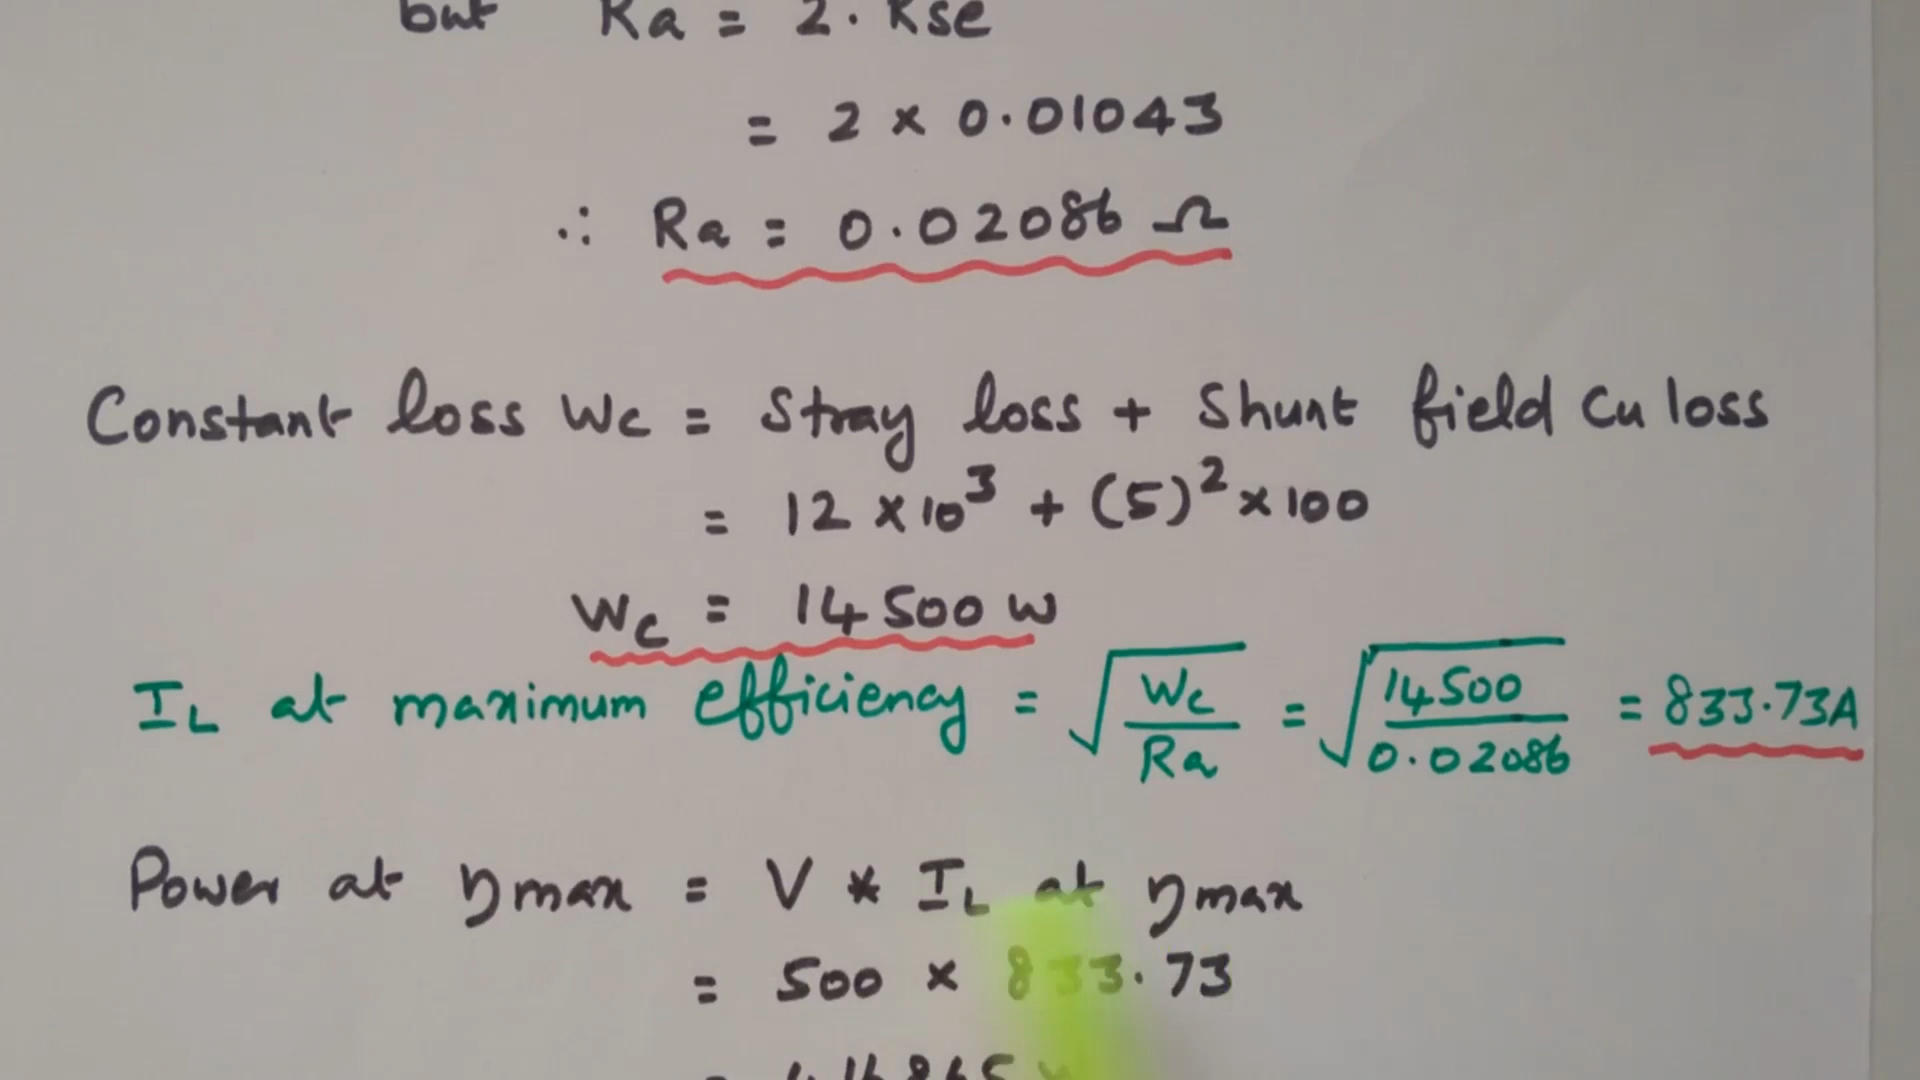 but Ra = 2 . Rse
= 2 × 0.01043
∴ Ra = 0.02086 Ω
Constant loss Wc = Stray loss + Shunt field Cu loss
= 12 × 10³ + (5)² × 100
Wc = 14500 W
IL at maximum efficiency = √(Wc / Ra) = √(14500 / 0.02086) = 833.73A
Power at ηmax = V * IL at ηmax
= 500 × 833.73